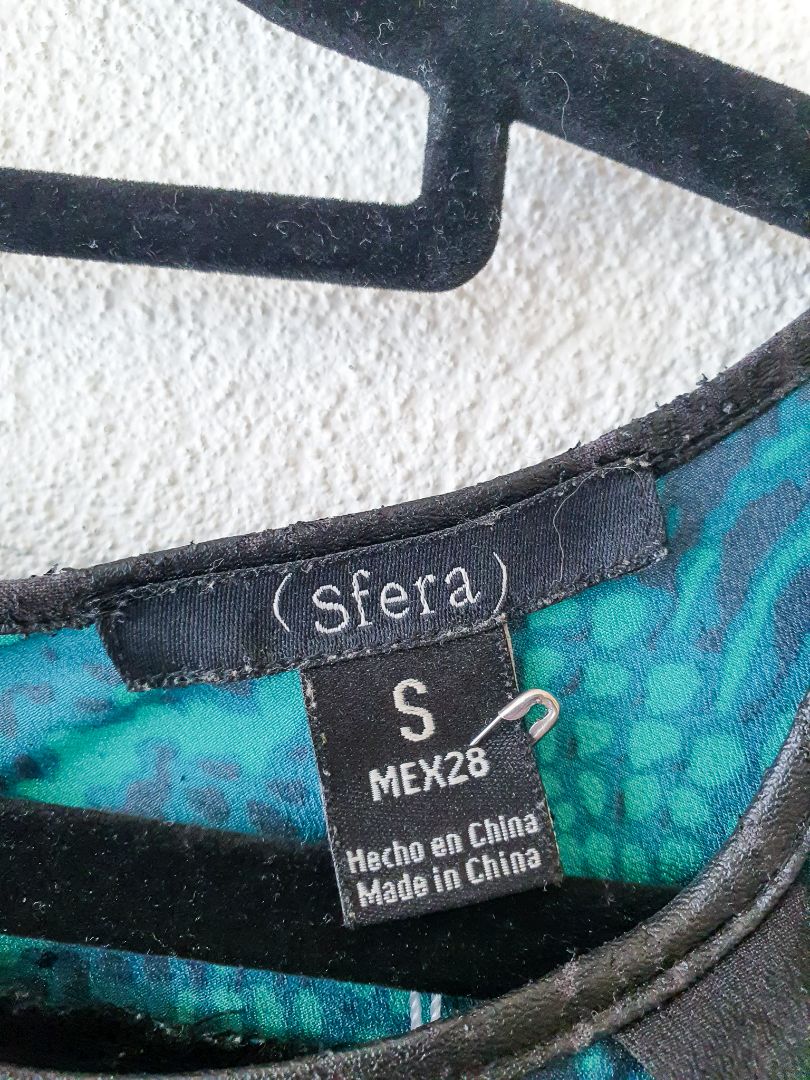 (sfera)
S
MEX28
Hecho en China
Made in China